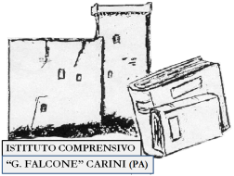 ISTITUTO COMPRENSIVO
“G. FALCONE” CARINI (PA)